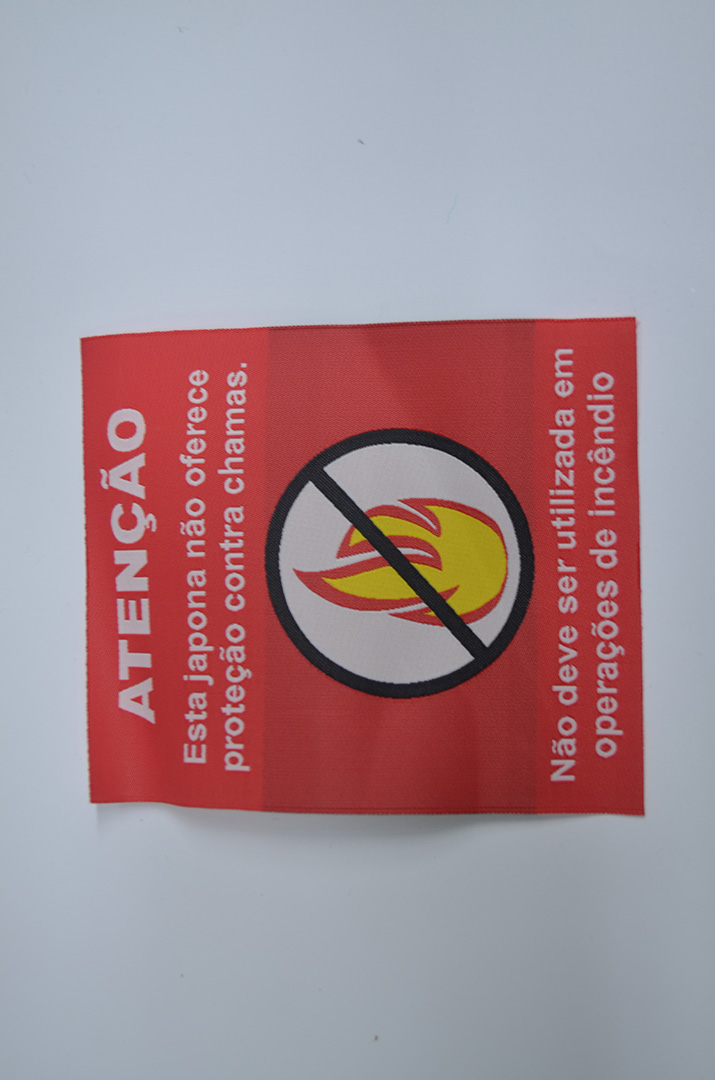 ATENÇÃO
Esta japona não oferece
proteção contra chamas.
Não deve ser utilizada em
operações de incêndio